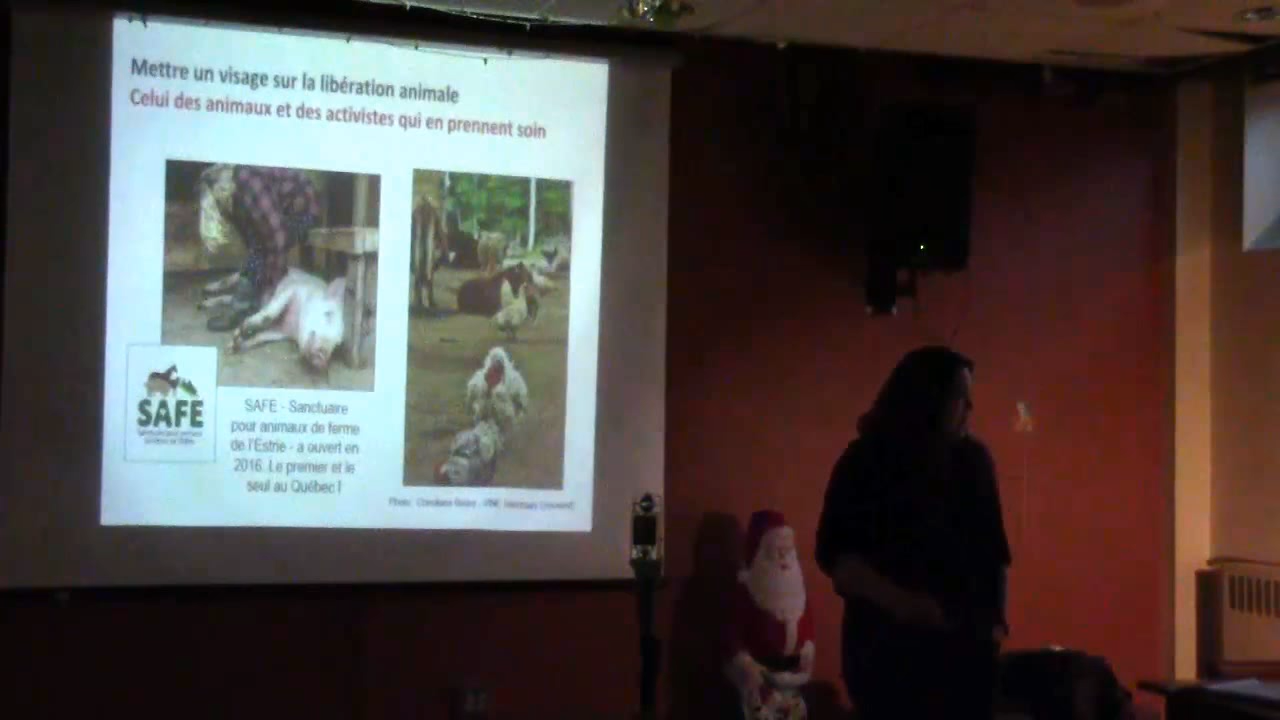 Mettre un visage sur la libération animale
Celui des animaux et des activistes qui en prennent soin
SAFE
SAFE - Sanctuaire
pour animaux de ferme
de l'Estrie - a ouvert en
2016. Le premier et le
seul au Québec !
Photo